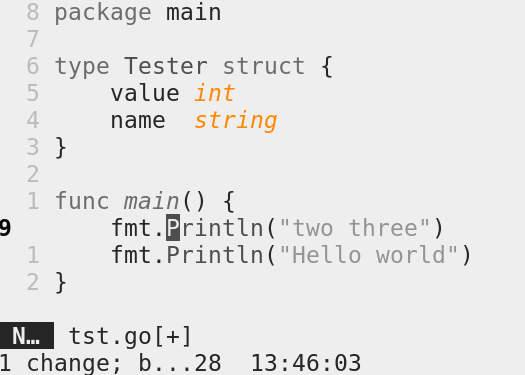 8 package main
7
6 type Tester struct {
5     value int
4     name  string
3 }
2
1 func main() {
9     fmt.Println("two three")
1     fmt.Println("Hello world")
2 }
N… tst.go[+]
1 change; b...28  13:46:03